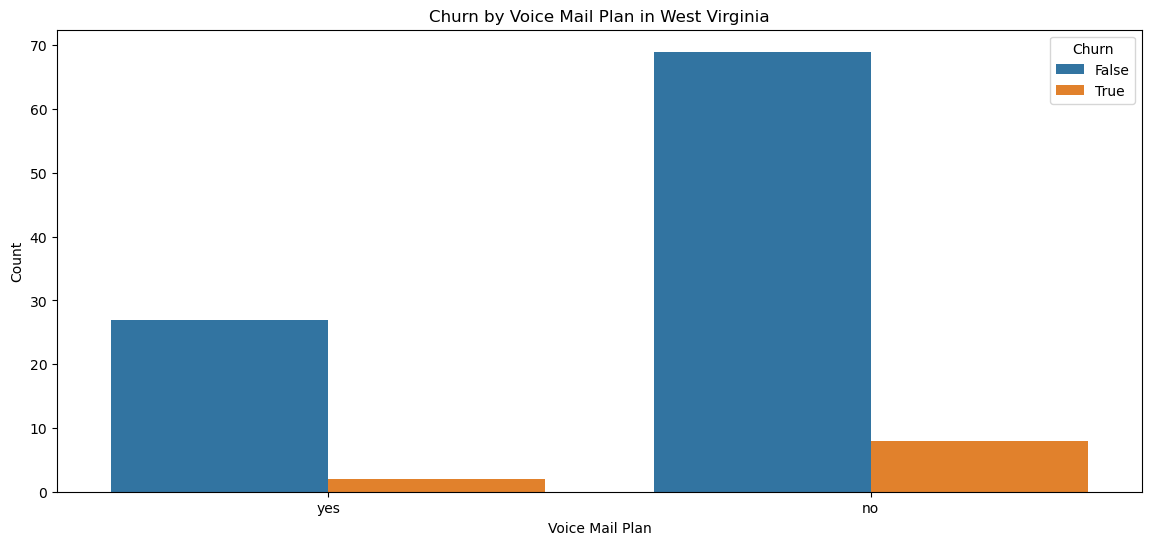 Churn by Voice Mail Plan in West Virginia
Churn
False
True
70
60
50
40
30
20
10
0
Count
yes
no
Voice Mail Plan